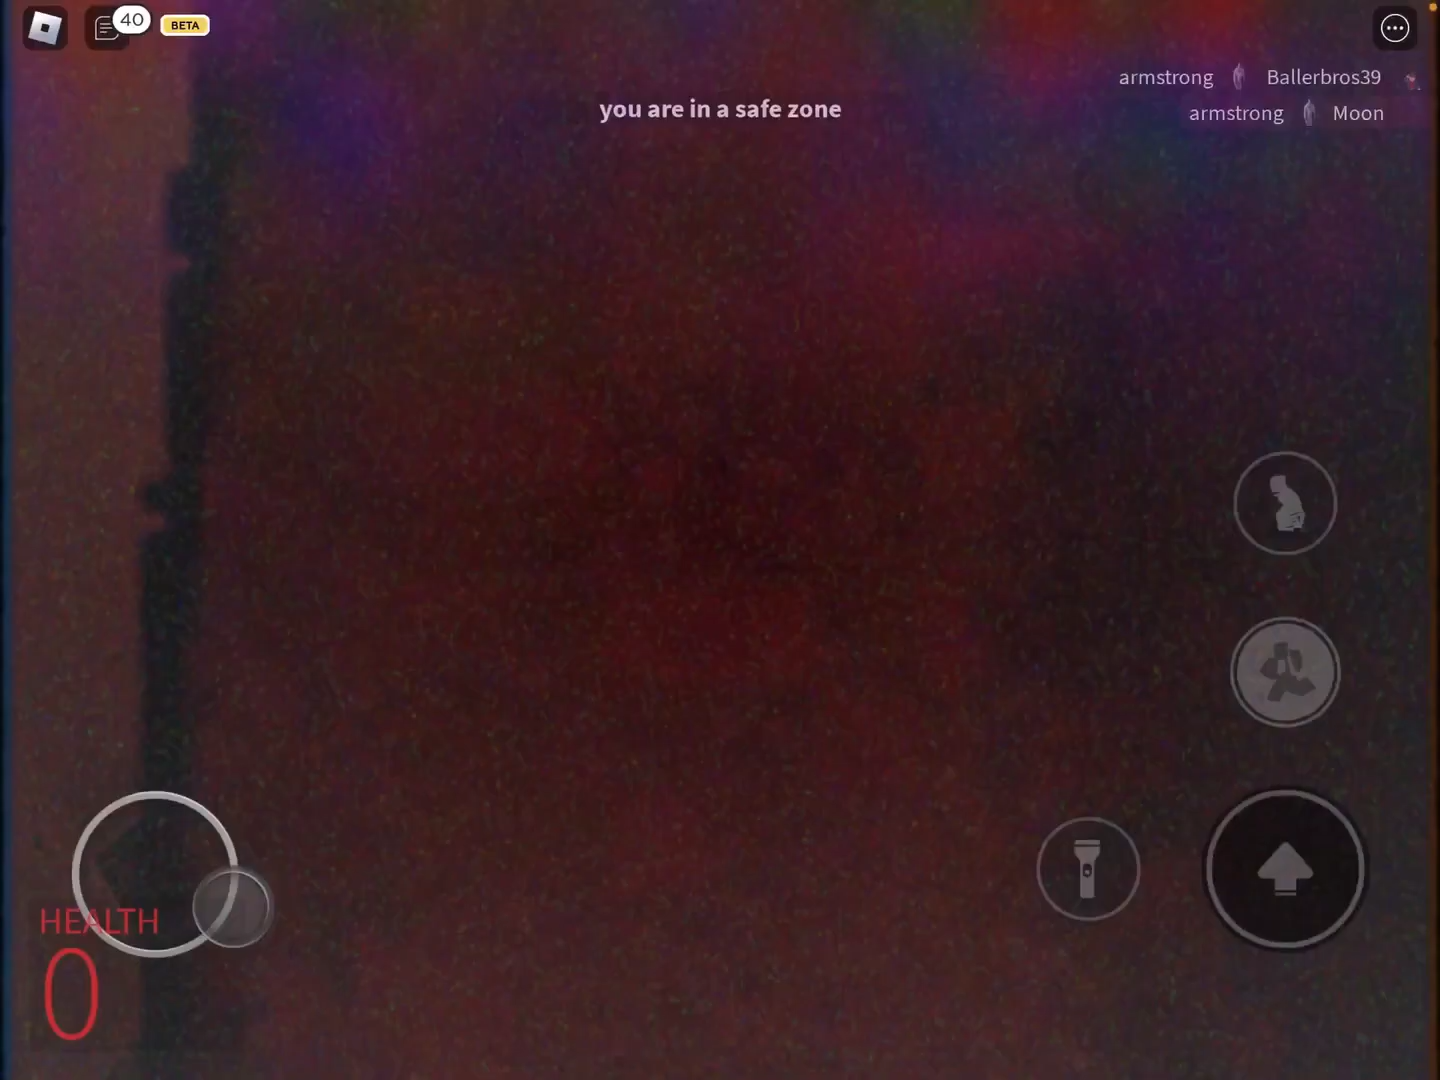 40
BETA
armstrong Ballerbros39
you are in a safe zone
armstrong Moon
HEALTH
0